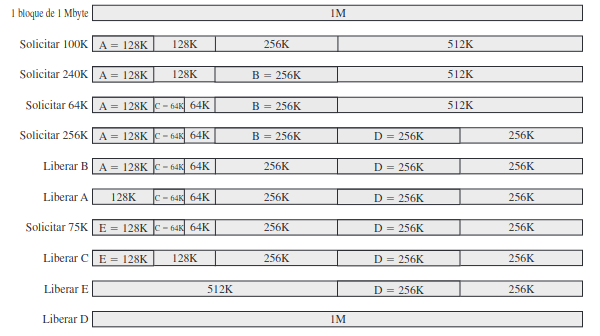 1 bloque de 1 Mbyte 1M
Solicitar 100K A = 128K 128K 256K 512K
Solicitar 240K A = 128K 128K B = 256K 512K
Solicitar 64K A = 128K C = 64K 64K B = 256K 512K
Solicitar 256K A = 128K C = 64K 64K B = 256K D = 256K 256K
Liberar B A = 128K C = 64K 64K 256K D = 256K 256K
Liberar A 128K C = 64K 64K 256K D = 256K 256K
Solicitar 75K E = 128K C = 64K 64K 256K D = 256K 256K
Liberar C E = 128K 128K 256K D = 256K 256K
Liberar E 512K D = 256K 256K
Liberar D 1M